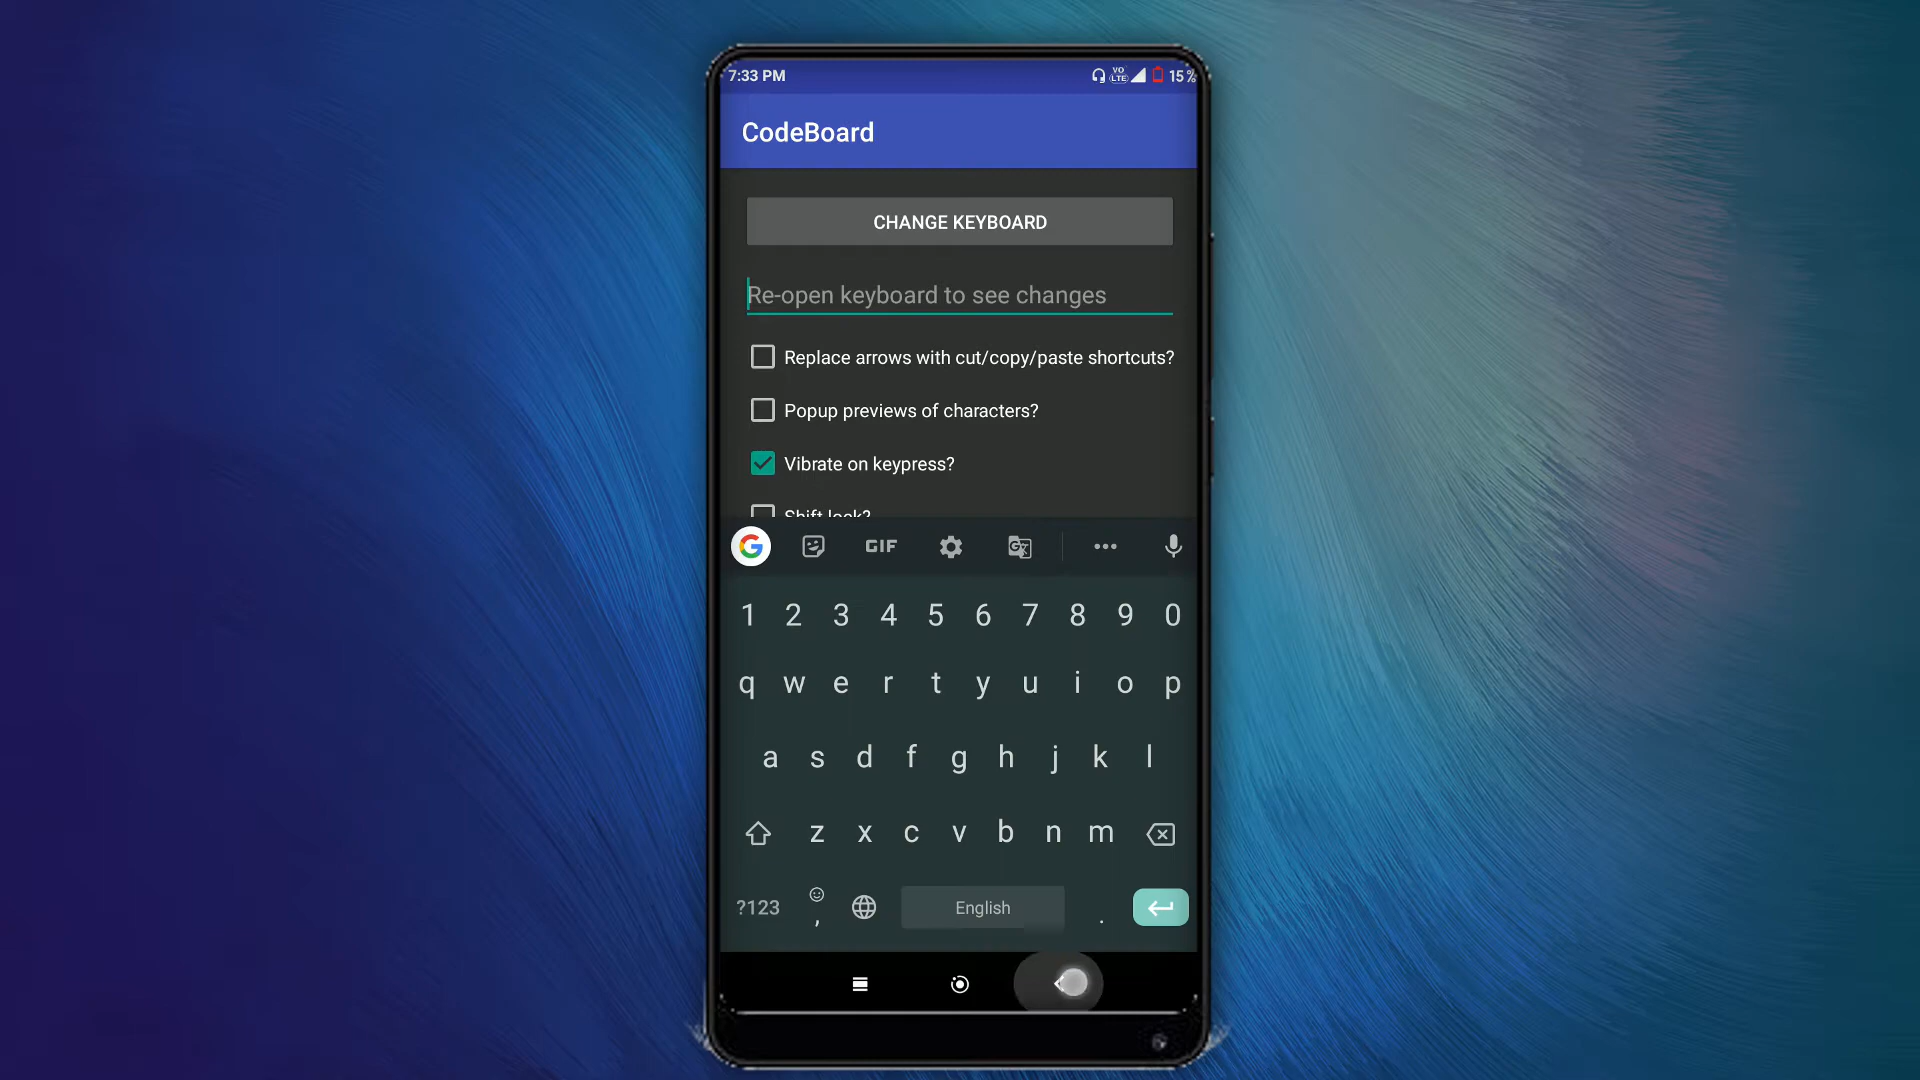 7:33 PM VO LTE 15%
CodeBoard
CHANGE KEYBOARD
Re-open keyboard to see changes
Replace arrows with cut/copy/paste shortcuts?
Popup previews of characters?
Vibrate on keypress?
Shift lock?
G GIF
1 2 3 4 5 6 7 8 9 0
q w e r t y u i o p
a s d f g h j k l
z x c v b n m
?123 , English .